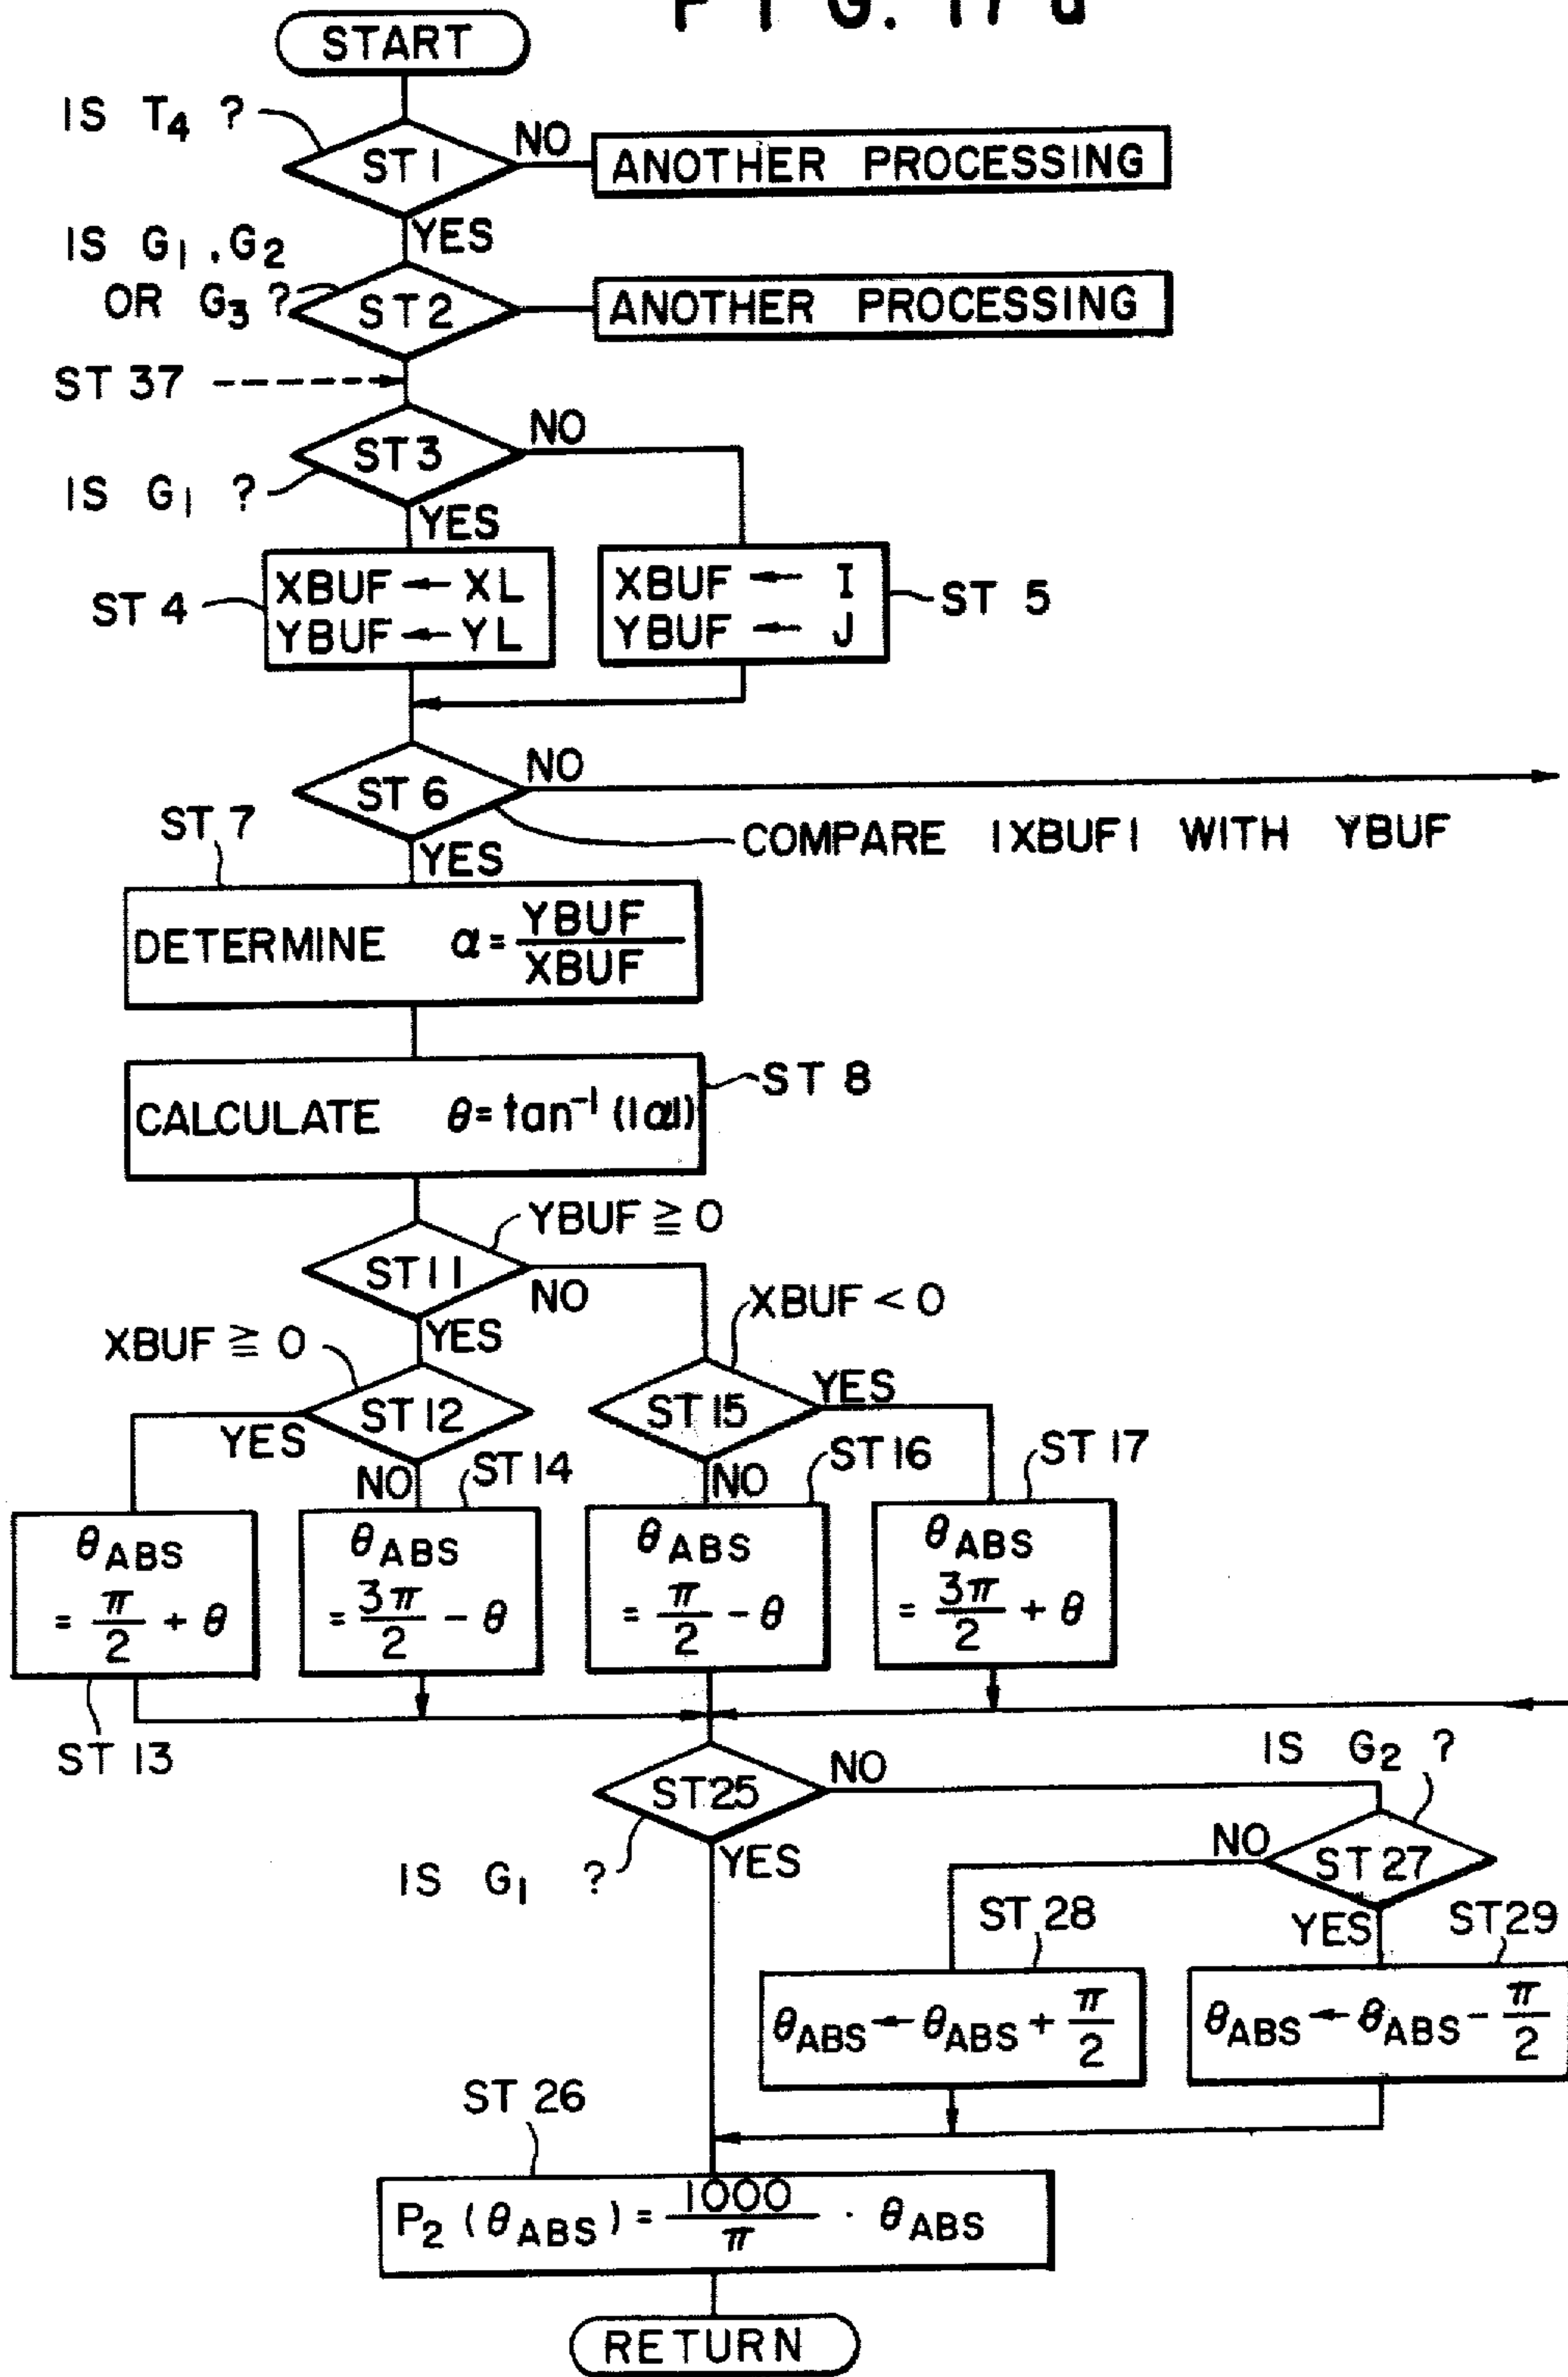 FIG. 17a
START
IS T₄ ?
ST 1
NO
ANOTHER PROCESSING
YES
IS G₁, G₂
OR G₃ ?
ST 2
ANOTHER PROCESSING
ST 37
ST 3
NO
IS G₁ ?
YES
ST 4
XBUF ← XL
YBUF ← YL
XBUF ← I
YBUF ← J
ST 5
ST 6
NO
COMPARE |XBUF| WITH YBUF
YES
ST 7
DETERMINE α = YBUF / XBUF
CALCULATE θ = tan⁻¹ (|α|)
ST 8
YBUF ≧ 0
ST 11
NO
YES
XBUF < 0
XBUF ≧ 0
ST 12
YES
NO
ST 15
YES
NO
ST 14
ST 16
ST 17
θABS
= π/2 + θ
θABS
= 3π/2 − θ
θABS
= π/2 − θ
θABS
= 3π/2 + θ
ST 13
ST 25
NO
YES
IS G₁ ?
IS G₂ ?
ST 27
NO
YES
ST 28
ST 29
θABS ← θABS + π/2
θABS ← θABS − π/2
ST 26
P₂ (θABS) = 1000/π · θABS
RETURN